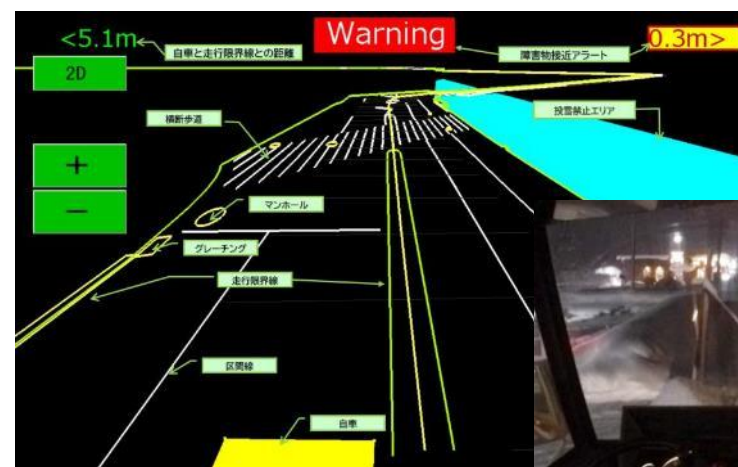 <5.1m
自車と走行限界線との距離
Warning
障害物接近アラート
0.3m>
2D
投雪禁止エリア
横断歩道
+
−
マンホール
グレーチング
走行限界線
区画線
自車